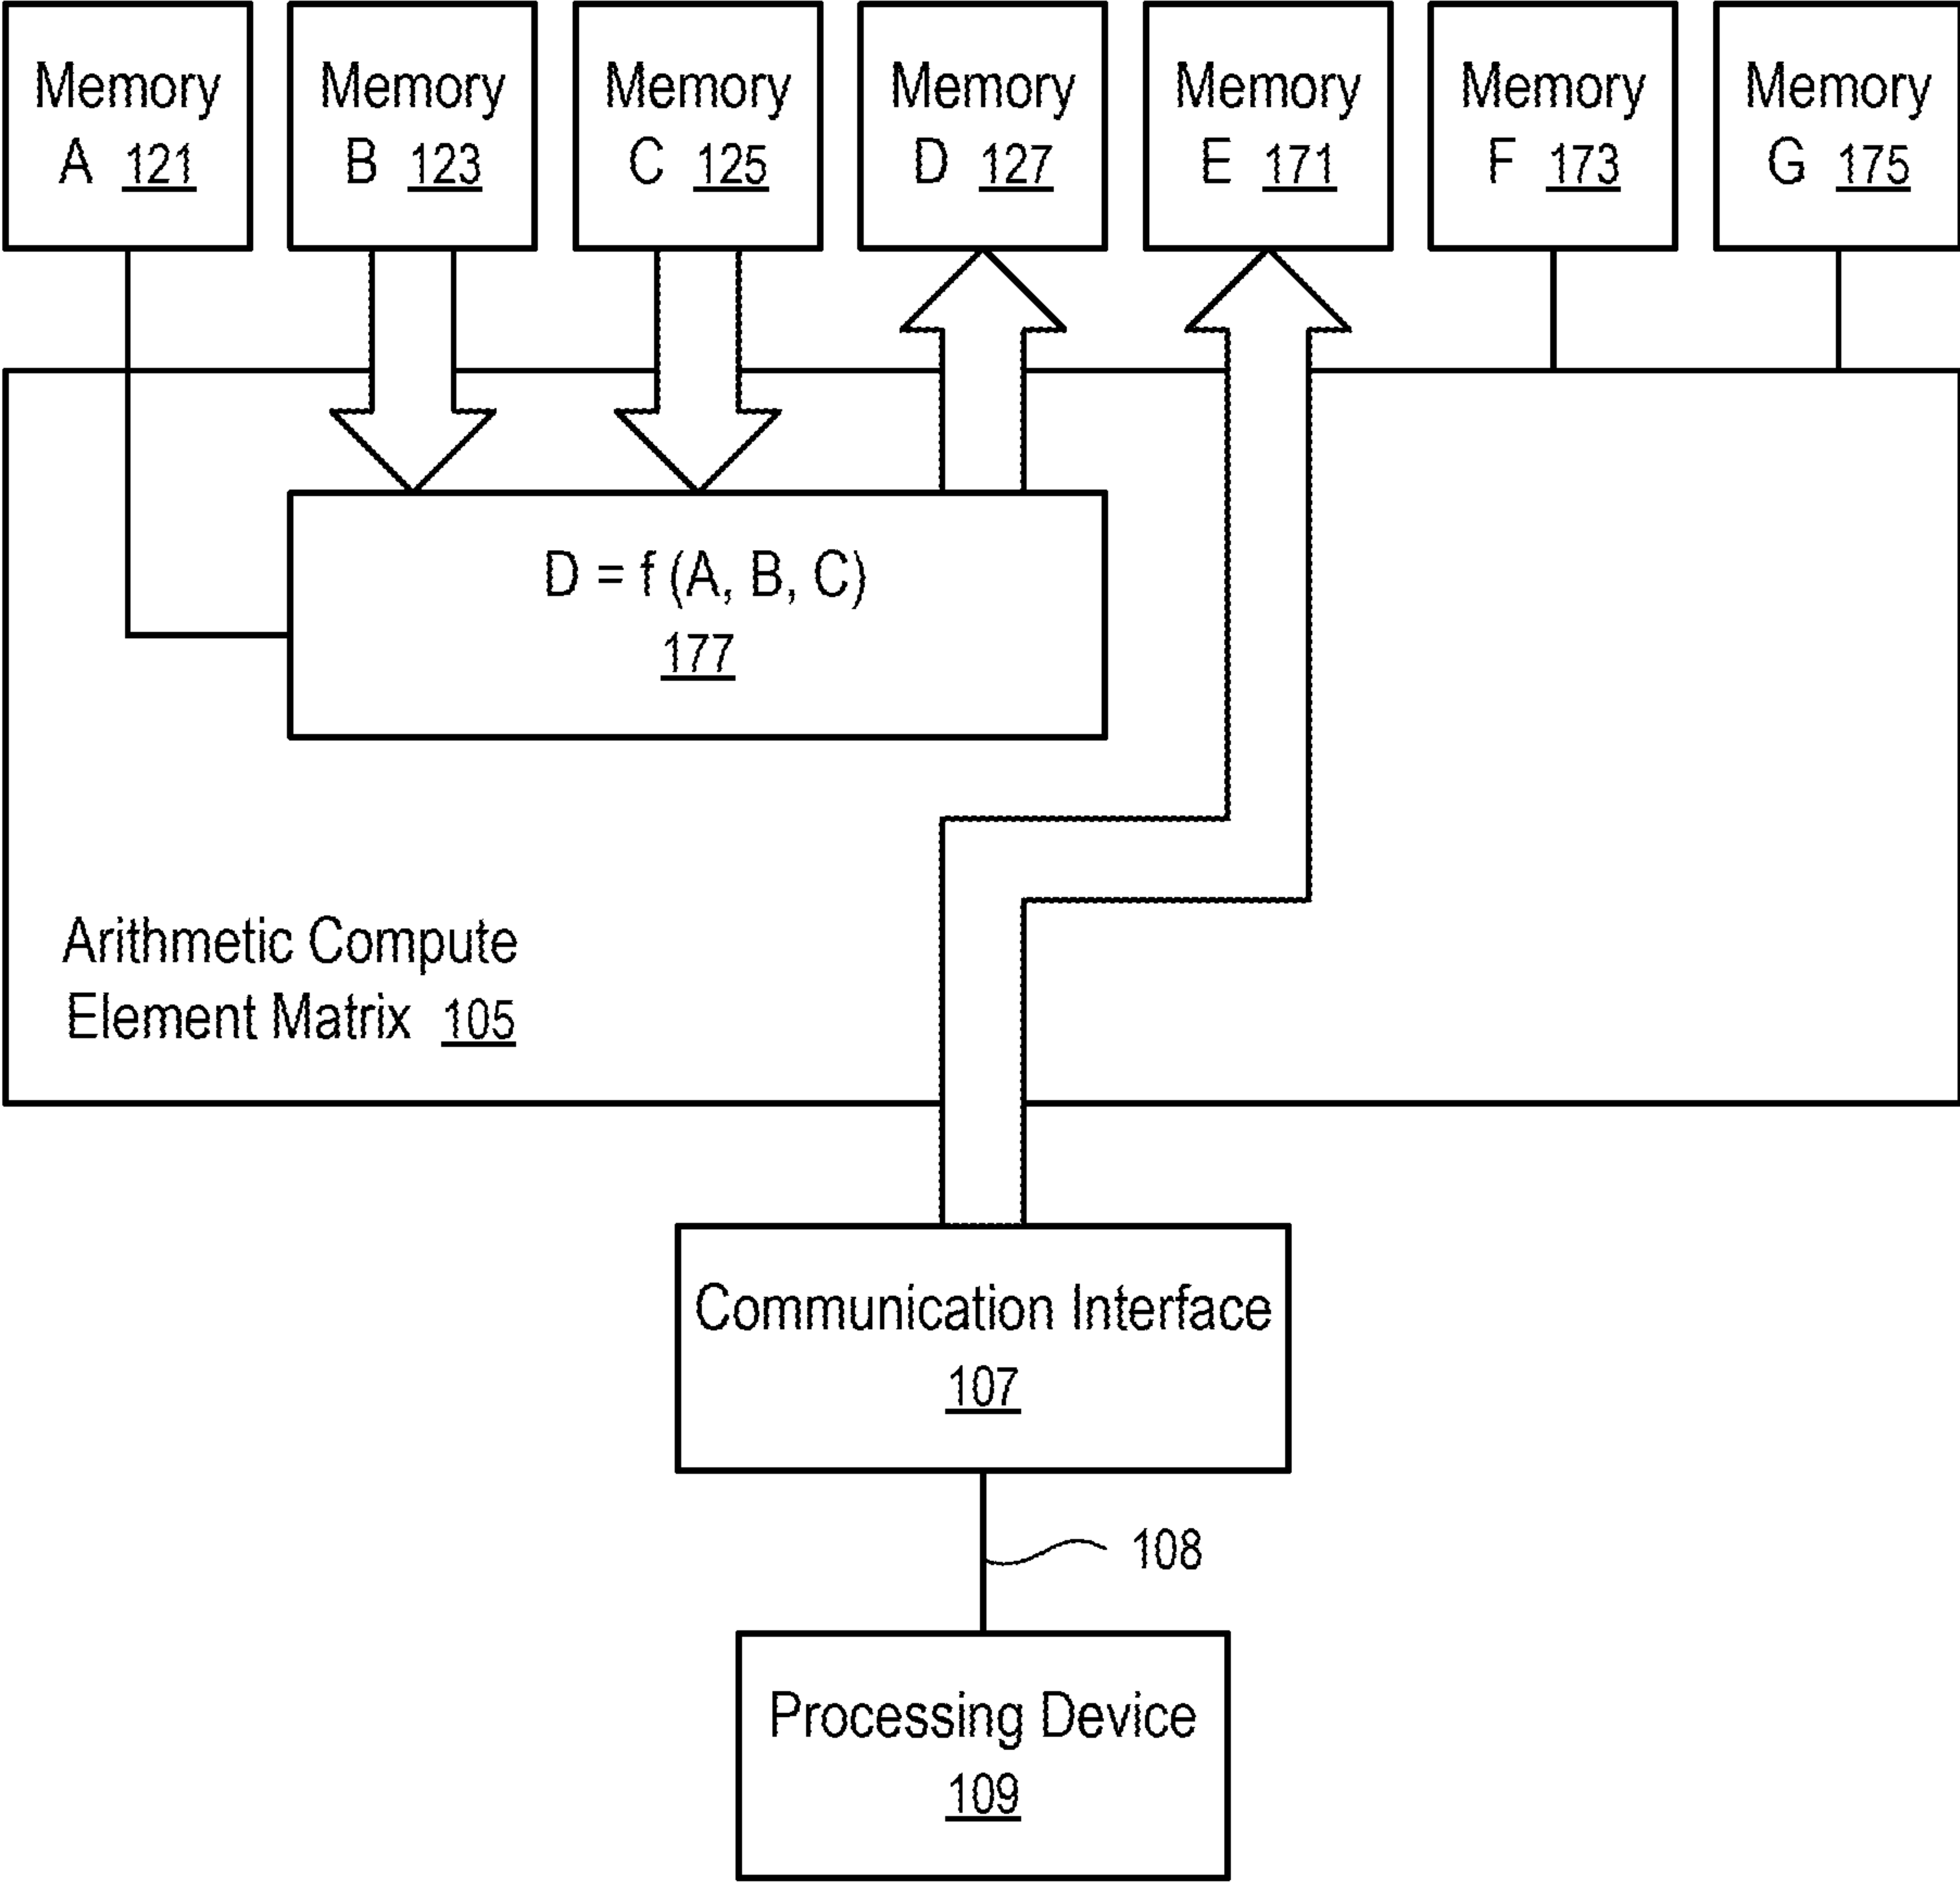 Memory
A 121
Memory
B 123
Memory
C 125
Memory
D 127
Memory
E 171
Memory
F 173
Memory
G 175
D = f (A, B, C)
177
Arithmetic Compute
Element Matrix 105
Communication Interface
107
108
Processing Device
109